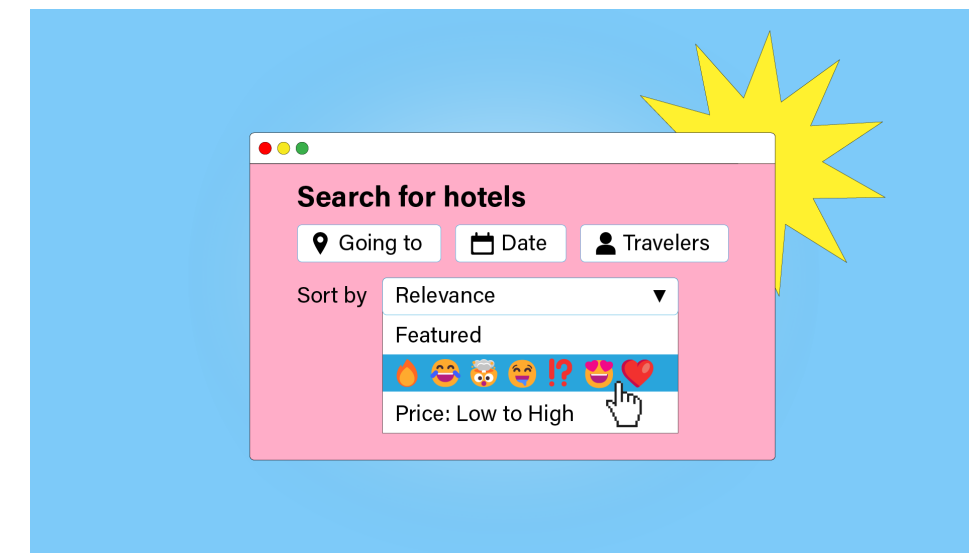 Search for hotels
Going to Date Travelers
Sort by Relevance ▼
Featured
🔥 😂 🤯 🤤 ⁉️ 😍 ❤️
Price: Low to High